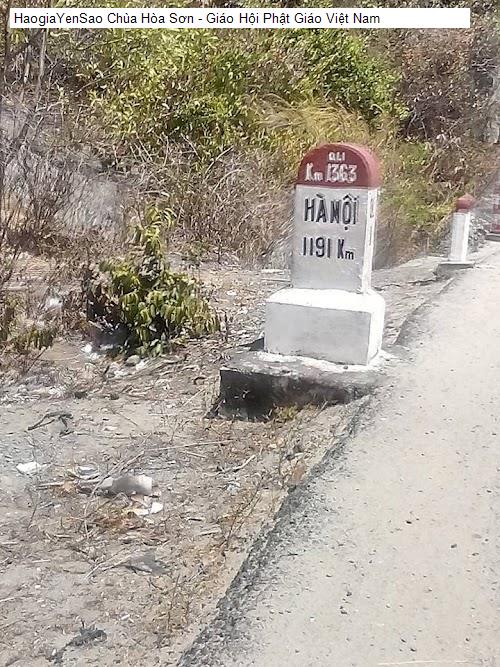 HaogiaYenSao Chùa Hòa Sơn - Giáo Hội Phật Giáo Việt Nam
QL1
Km 1363
HÀ NỘI
1191 Km